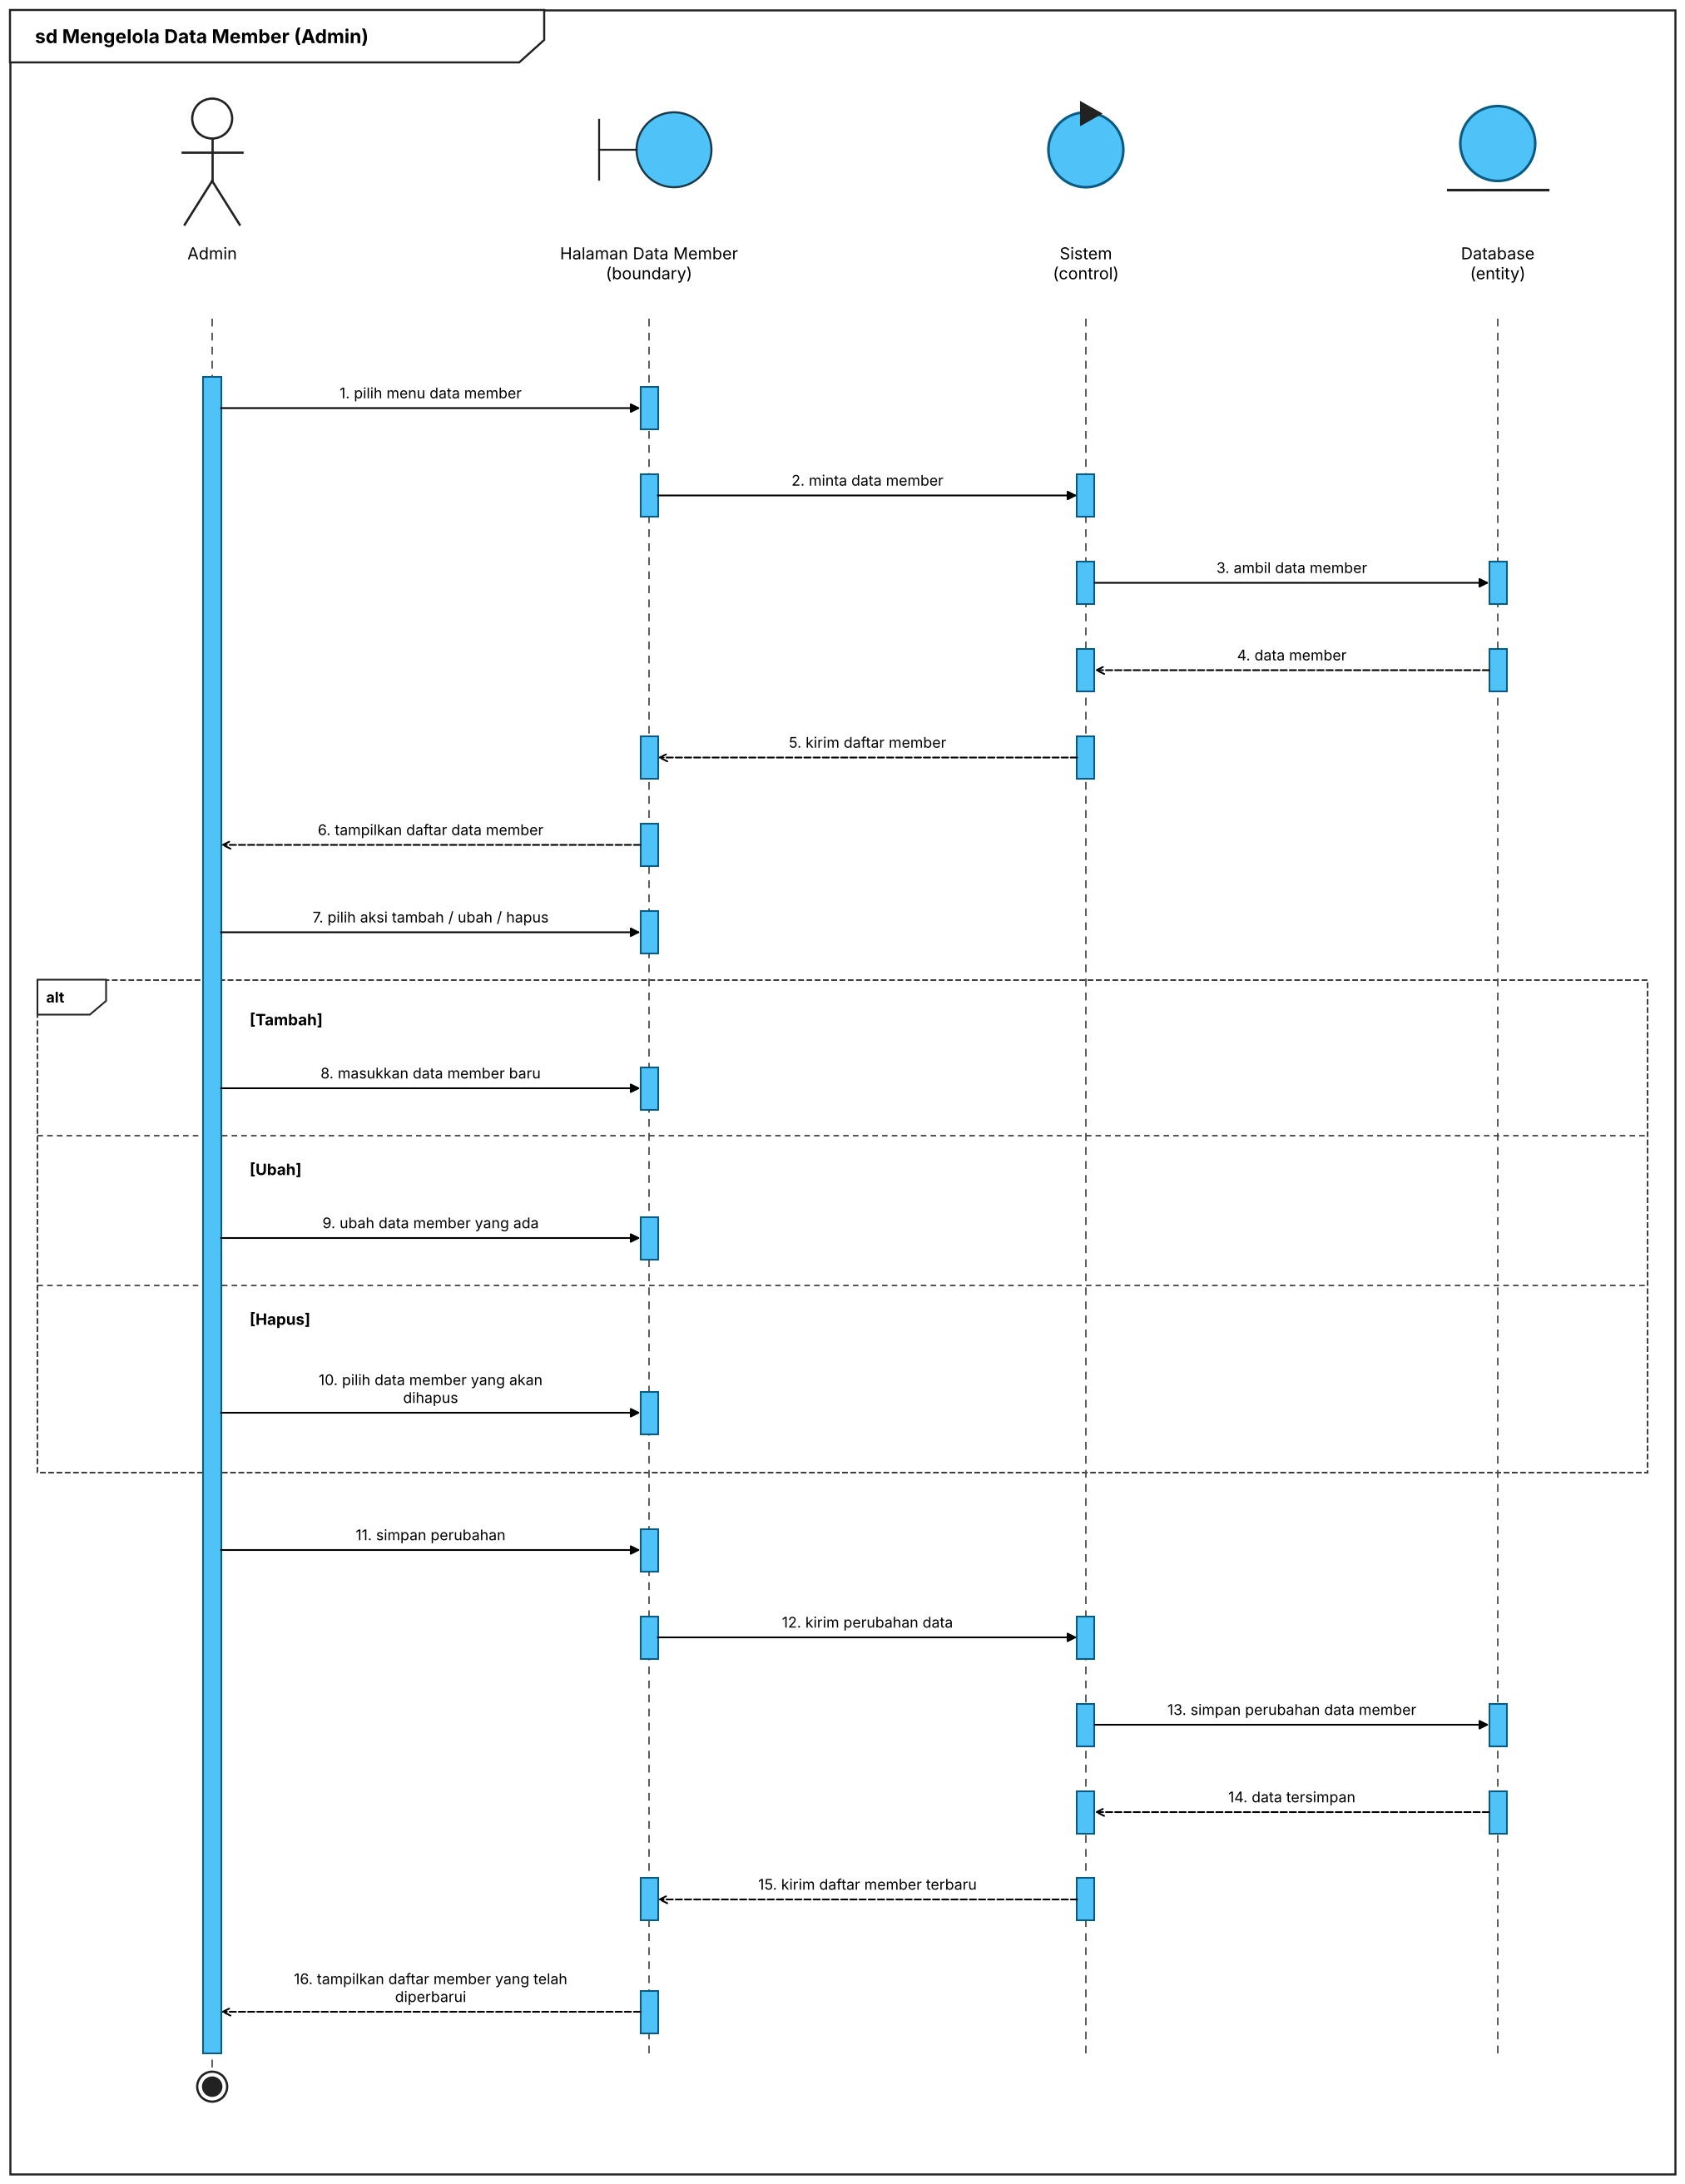 sd Mengelola Data Member (Admin)
Admin
Halaman Data Member
(boundary)
Sistem
(control)
Database
(entity)
1. pilih menu data member
2. minta data member
3. ambil data member
4. data member
5. kirim daftar member
6. tampilkan daftar data member
7. pilih aksi tambah / ubah / hapus
alt
[Tambah]
8. masukkan data member baru
[Ubah]
9. ubah data member yang ada
[Hapus]
10. pilih data member yang akan
dihapus
11. simpan perubahan
12. kirim perubahan data
13. simpan perubahan data member
14. data tersimpan
15. kirim daftar member terbaru
16. tampilkan daftar member yang telah
diperbarui